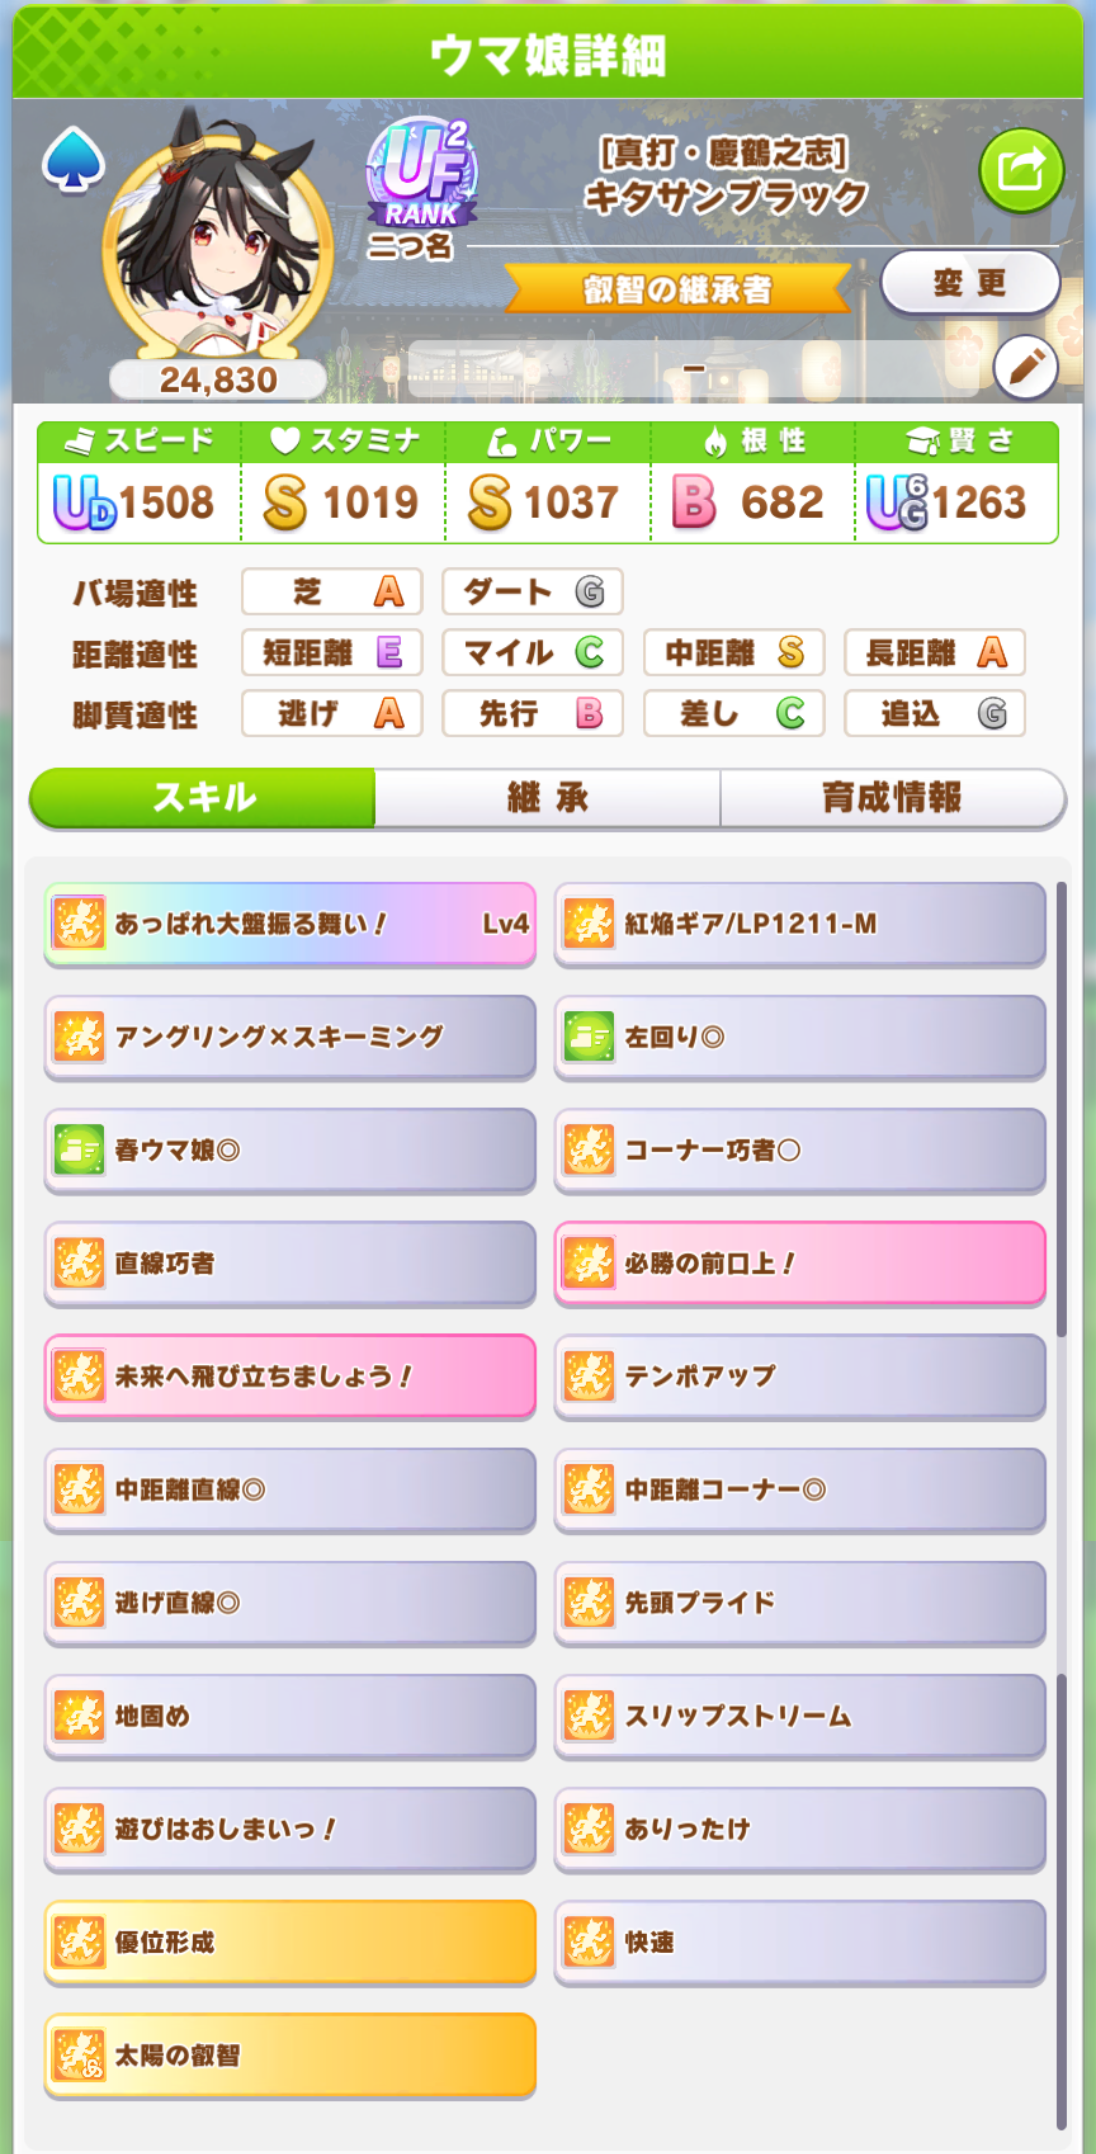 ウマ娘詳細
UF2
RANK
[真打・慶鶴之志]
キタサンブラック
二つ名
叡智の継承者
変更
24,830
–
スピード スタミナ パワー 根性 賢さ
UD 1508 S 1019 S 1037 B 682 UG6 1263
バ場適性 芝 A ダート G
距離適性 短距離 E マイル C 中距離 S 長距離 A
脚質適性 逃げ A 先行 B 差し C 追込 G
スキル 継承 育成情報
あっぱれ大盤振る舞い! Lv4 紅焔ギア/LP1211-M
アングリング×スキーミング 左回り◎
春ウマ娘◎ コーナー巧者○
直線巧者 必勝の前口上!
未来へ飛び立ちましょう! テンポアップ
中距離直線◎ 中距離コーナー◎
逃げ直線◎ 先頭プライド
地固め スリップストリーム
遊びはおしまいっ! ありったけ
優位形成 快速
太陽の叡智